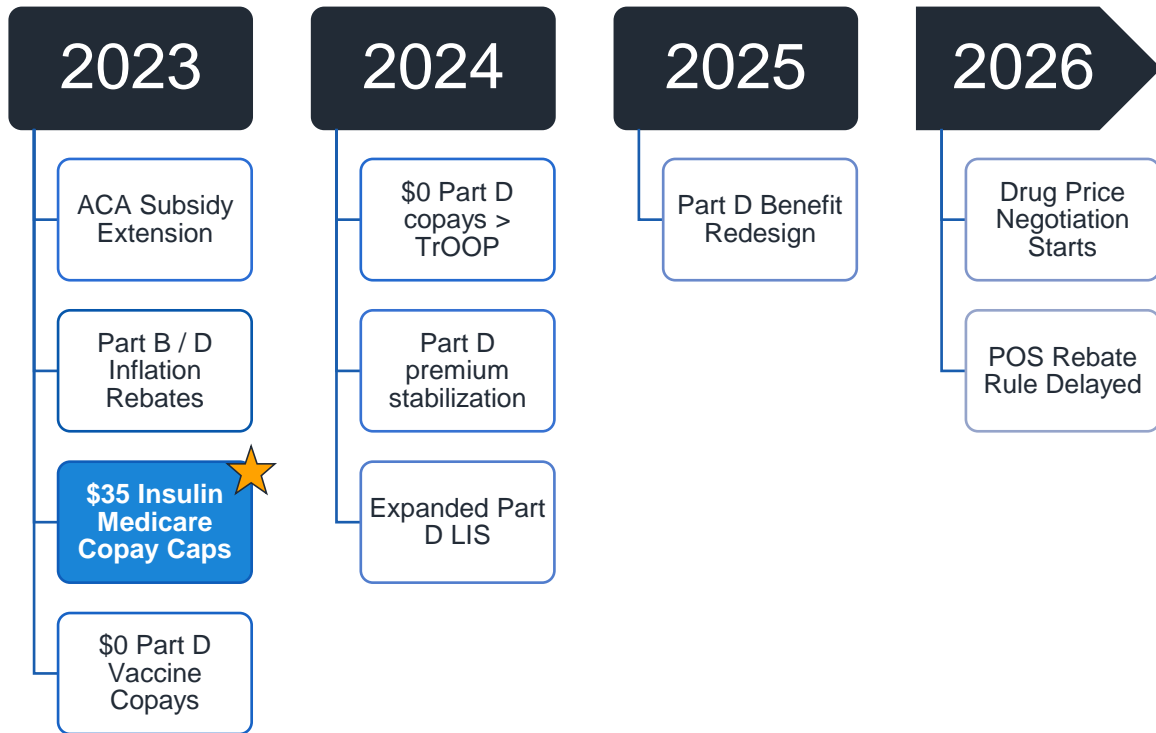 2023
ACA Subsidy
Extension
Part B / D
Inflation
Rebates
$35 Insulin
Medicare
Copay Caps
$0 Part D
Vaccine
Copays
2024
$0 Part D
copays >
TrOOP
Part D
premium
stabilization
Expanded Part
D LIS
2025
Part D Benefit
Redesign
2026
Drug Price
Negotiation
Starts
POS Rebate
Rule Delayed